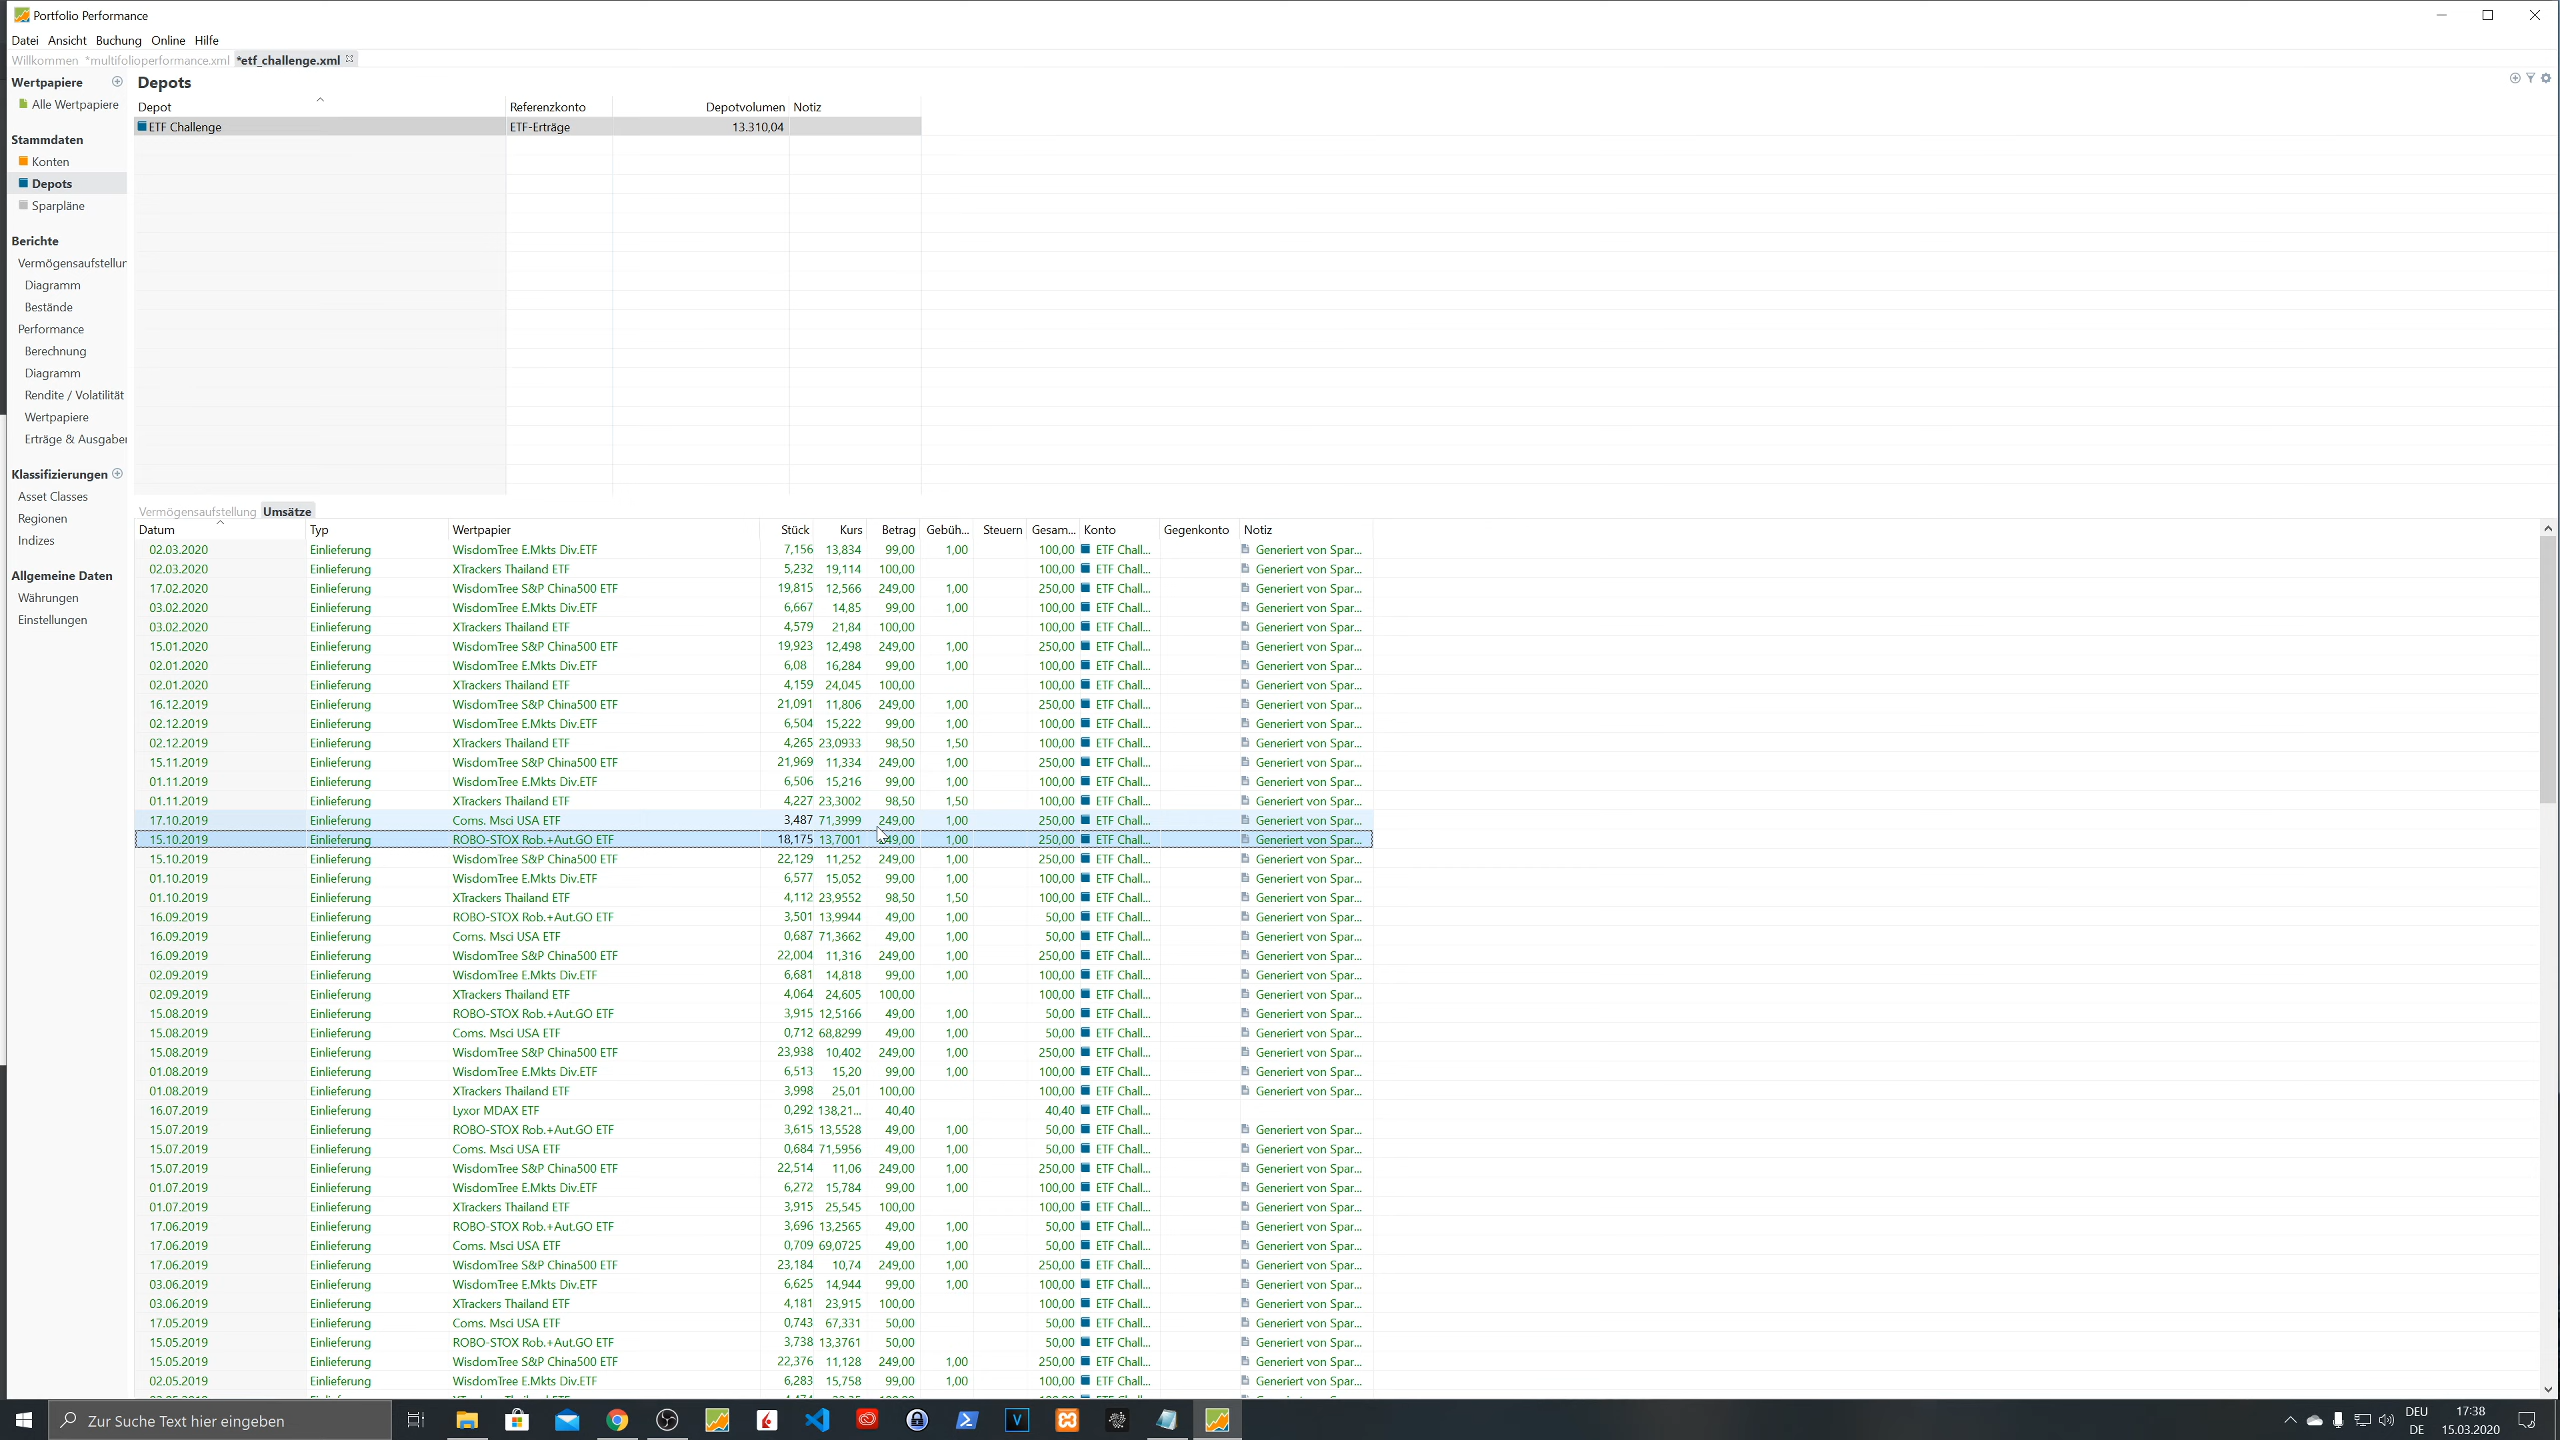 Portfolio Performance
Datei Ansicht Buchung Online Hilfe
Willkommen *multifolioperformance.xml *etf_challenge.xml
Wertpapiere
Alle Wertpapiere
Stammdaten
Konten
Depots
Sparpläne
Berichte
Vermögensaufstellur
Diagramm
Bestände
Performance
Berechnung
Diagramm
Rendite / Volatilität
Wertpapiere
Erträge & Ausgaber
Klassifizierungen
Asset Classes
Regionen
Indizes
Allgemeine Daten
Währungen
Einstellungen
Depots
Depot Referenzkonto Depotvolumen Notiz
ETF Challenge ETF-Erträge 13.310,04
Vermögensaufstellung Umsätze
Datum Typ Wertpapier Stück Kurs Betrag Gebüh... Steuern Gesam... Konto Gegenkonto Notiz
02.03.2020 Einlieferung WisdomTree E.Mkts Div.ETF 7,156 13,834 99,00 1,00 100,00 ETF Chall... Generiert von Spar...
02.03.2020 Einlieferung XTrackers Thailand ETF 5,232 19,114 100,00 100,00 ETF Chall... Generiert von Spar...
17.02.2020 Einlieferung WisdomTree S&P China500 ETF 19,815 12,566 249,00 1,00 250,00 ETF Chall... Generiert von Spar...
03.02.2020 Einlieferung WisdomTree E.Mkts Div.ETF 6,667 14,85 99,00 1,00 100,00 ETF Chall... Generiert von Spar...
03.02.2020 Einlieferung XTrackers Thailand ETF 4,579 21,84 100,00 100,00 ETF Chall... Generiert von Spar...
15.01.2020 Einlieferung WisdomTree S&P China500 ETF 19,923 12,498 249,00 1,00 250,00 ETF Chall... Generiert von Spar...
02.01.2020 Einlieferung WisdomTree E.Mkts Div.ETF 6,08 16,284 99,00 1,00 100,00 ETF Chall... Generiert von Spar...
02.01.2020 Einlieferung XTrackers Thailand ETF 4,159 24,045 100,00 100,00 ETF Chall... Generiert von Spar...
16.12.2019 Einlieferung WisdomTree S&P China500 ETF 21,091 11,806 249,00 1,00 250,00 ETF Chall... Generiert von Spar...
02.12.2019 Einlieferung WisdomTree E.Mkts Div.ETF 6,504 15,222 99,00 1,00 100,00 ETF Chall... Generiert von Spar...
02.12.2019 Einlieferung XTrackers Thailand ETF 4,265 23,0933 98,50 1,50 100,00 ETF Chall... Generiert von Spar...
15.11.2019 Einlieferung WisdomTree S&P China500 ETF 21,969 11,334 249,00 1,00 250,00 ETF Chall... Generiert von Spar...
01.11.2019 Einlieferung WisdomTree E.Mkts Div.ETF 6,506 15,216 99,00 1,00 100,00 ETF Chall... Generiert von Spar...
01.11.2019 Einlieferung XTrackers Thailand ETF 4,227 23,3002 98,50 1,50 100,00 ETF Chall... Generiert von Spar...
17.10.2019 Einlieferung Coms. Msci USA ETF 3,487 71,3999 249,00 1,00 250,00 ETF Chall... Generiert von Spar...
15.10.2019 Einlieferung ROBO-STOX Rob.+Aut.GO ETF 18,175 13,7001 1,00 250,00 ETF Chall... Generiert von Spar...
15.10.2019 Einlieferung WisdomTree S&P China500 ETF 22,129 11,252 249,00 1,00 250,00 ETF Chall... Generiert von Spar...
01.10.2019 Einlieferung WisdomTree E.Mkts Div.ETF 6,577 15,052 99,00 1,00 100,00 ETF Chall... Generiert von Spar...
01.10.2019 Einlieferung XTrackers Thailand ETF 4,112 23,9552 98,50 1,50 100,00 ETF Chall... Generiert von Spar...
16.09.2019 Einlieferung ROBO-STOX Rob.+Aut.GO ETF 3,501 13,9944 49,00 1,00 50,00 ETF Chall... Generiert von Spar...
16.09.2019 Einlieferung Coms. Msci USA ETF 0,687 71,3662 49,00 1,00 50,00 ETF Chall... Generiert von Spar...
16.09.2019 Einlieferung WisdomTree S&P China500 ETF 22,004 11,316 249,00 1,00 250,00 ETF Chall... Generiert von Spar...
02.09.2019 Einlieferung WisdomTree E.Mkts Div.ETF 6,681 14,818 99,00 1,00 100,00 ETF Chall... Generiert von Spar...
02.09.2019 Einlieferung XTrackers Thailand ETF 4,064 24,605 100,00 100,00 ETF Chall... Generiert von Spar...
15.08.2019 Einlieferung ROBO-STOX Rob.+Aut.GO ETF 3,915 12,5166 49,00 1,00 50,00 ETF Chall... Generiert von Spar...
15.08.2019 Einlieferung Coms. Msci USA ETF 0,712 68,8299 49,00 1,00 50,00 ETF Chall... Generiert von Spar...
15.08.2019 Einlieferung WisdomTree S&P China500 ETF 23,938 10,402 249,00 1,00 250,00 ETF Chall... Generiert von Spar...
01.08.2019 Einlieferung WisdomTree E.Mkts Div.ETF 6,513 15,20 99,00 1,00 100,00 ETF Chall... Generiert von Spar...
01.08.2019 Einlieferung XTrackers Thailand ETF 3,998 25,01 100,00 100,00 ETF Chall... Generiert von Spar...
16.07.2019 Einlieferung Lyxor MDAX ETF 0,292 138,21... 40,40 40,40 ETF Chall...
15.07.2019 Einlieferung ROBO-STOX Rob.+Aut.GO ETF 3,615 13,5528 49,00 1,00 50,00 ETF Chall... Generiert von Spar...
15.07.2019 Einlieferung Coms. Msci USA ETF 0,684 71,5956 49,00 1,00 50,00 ETF Chall... Generiert von Spar...
15.07.2019 Einlieferung WisdomTree S&P China500 ETF 22,514 11,06 249,00 1,00 250,00 ETF Chall... Generiert von Spar...
01.07.2019 Einlieferung WisdomTree E.Mkts Div.ETF 6,272 15,784 99,00 1,00 100,00 ETF Chall... Generiert von Spar...
01.07.2019 Einlieferung XTrackers Thailand ETF 3,915 25,545 100,00 100,00 ETF Chall... Generiert von Spar...
17.06.2019 Einlieferung ROBO-STOX Rob.+Aut.GO ETF 3,696 13,2565 49,00 1,00 50,00 ETF Chall... Generiert von Spar...
17.06.2019 Einlieferung Coms. Msci USA ETF 0,709 69,0725 49,00 1,00 50,00 ETF Chall... Generiert von Spar...
17.06.2019 Einlieferung WisdomTree S&P China500 ETF 23,184 10,74 249,00 1,00 250,00 ETF Chall... Generiert von Spar...
03.06.2019 Einlieferung WisdomTree E.Mkts Div.ETF 6,625 14,944 99,00 1,00 100,00 ETF Chall... Generiert von Spar...
03.06.2019 Einlieferung XTrackers Thailand ETF 4,181 23,915 100,00 100,00 ETF Chall... Generiert von Spar...
17.05.2019 Einlieferung Coms. Msci USA ETF 0,743 67,331 50,00 50,00 ETF Chall... Generiert von Spar...
15.05.2019 Einlieferung ROBO-STOX Rob.+Aut.GO ETF 3,738 13,3761 50,00 50,00 ETF Chall... Generiert von Spar...
15.05.2019 Einlieferung WisdomTree S&P China500 ETF 22,376 11,128 249,00 1,00 250,00 ETF Chall... Generiert von Spar...
02.05.2019 Einlieferung WisdomTree E.Mkts Div.ETF 6,283 15,758 99,00 1,00 100,00 ETF Chall... Generiert von Spar...
Zur Suche Text hier eingeben
DEU
DE
17:38
15.03.2020